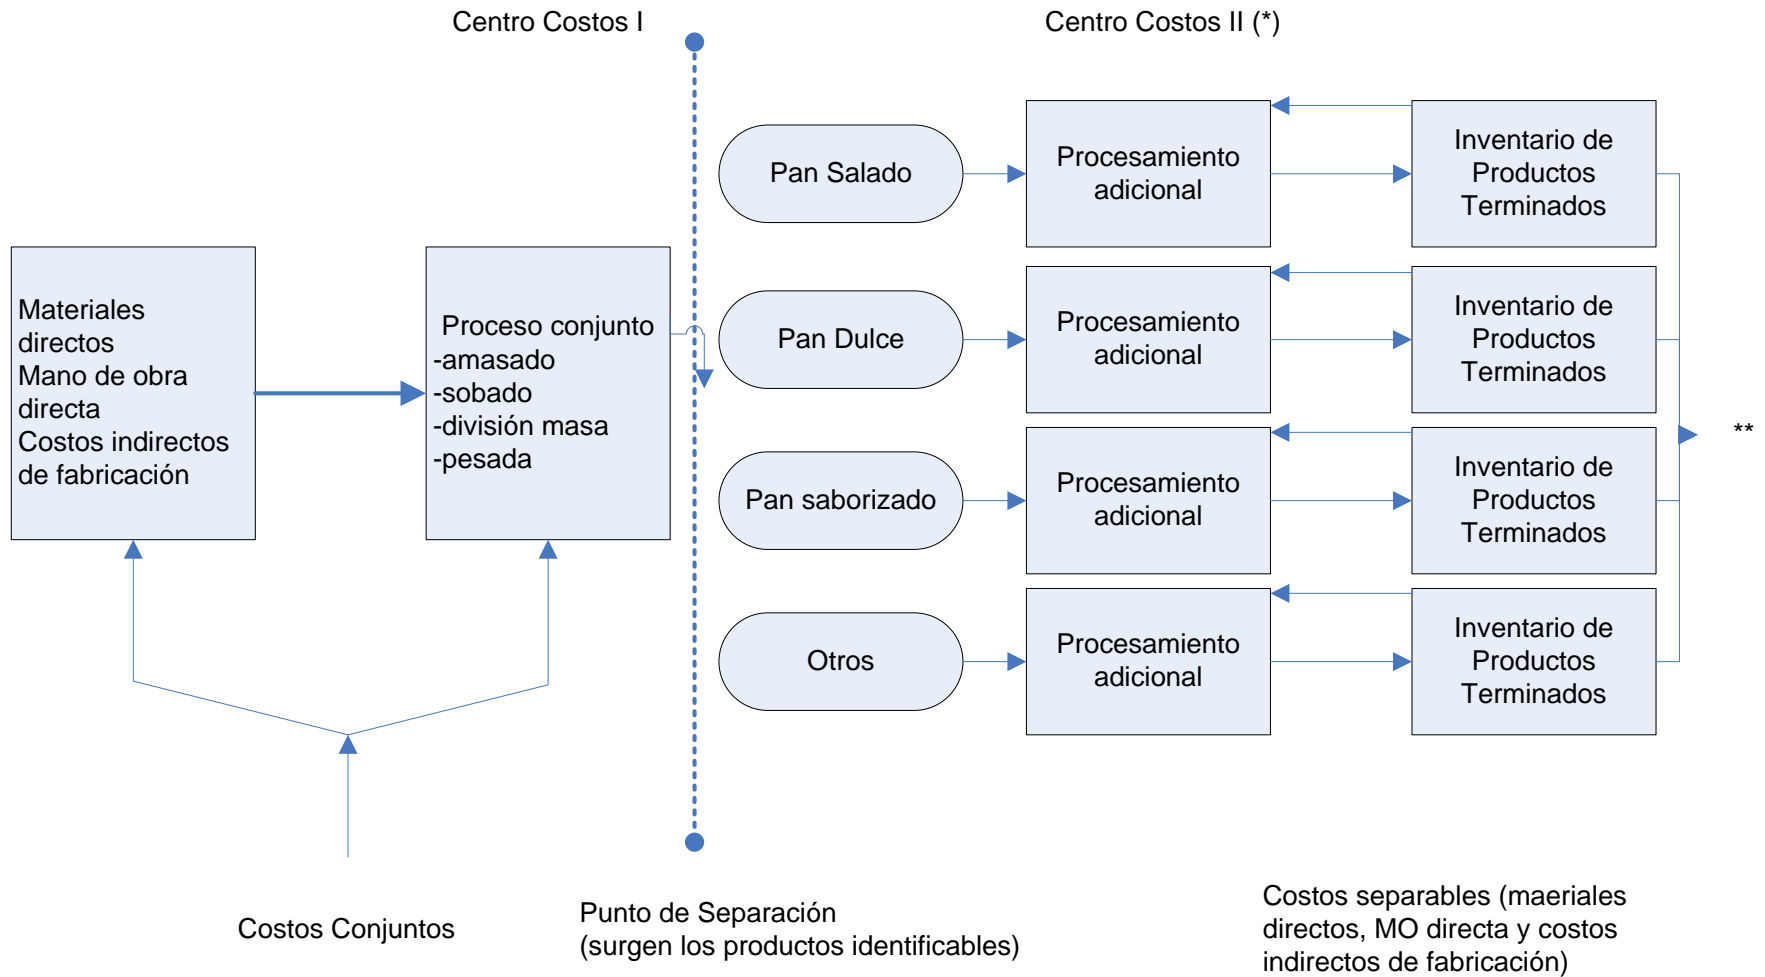 Centro Costos I
Centro Costos II (*)
Materiales
directos
Mano de obra
directa
Costos indirectos
de fabricación
Proceso conjunto
-amasado
-sobado
-división masa
-pesada
Pan Salado
Procesamiento
adicional
Inventario de
Productos
Terminados
Pan Dulce
Procesamiento
adicional
Inventario de
Productos
Terminados
Pan saborizado
Procesamiento
adicional
Inventario de
Productos
Terminados
Otros
Procesamiento
adicional
Inventario de
Productos
Terminados
**
Costos Conjuntos
Punto de Separación
(surgen los productos identificables)
Costos separables (maeriales
directos, MO directa y costos
indirectos de fabricación)